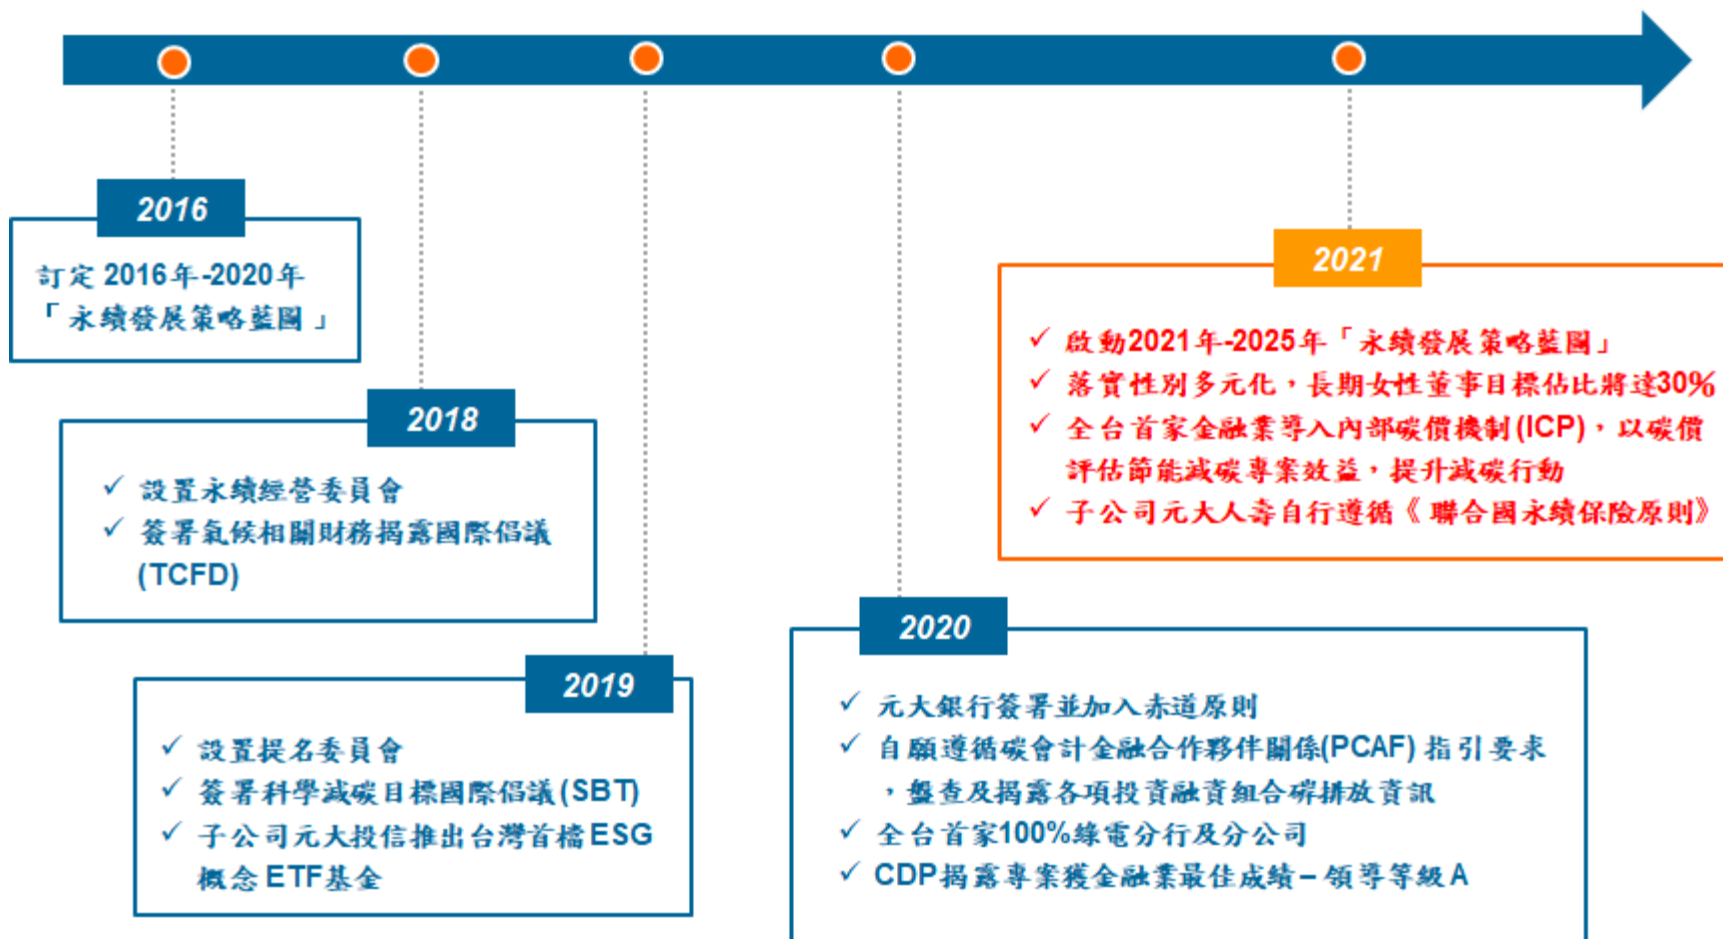 2016
訂定 2016年-2020年
「永續發展策略藍圖」
2018
✓ 設置永續經營委員會
✓ 簽署氣候相關財務揭露國際倡議
(TCFD)
2019
✓ 設置提名委員會
✓ 簽署科學減碳目標國際倡議(SBT)
✓ 子公司元大投信推出台灣首檔ESG
概念ETF基金
2020
✓ 元大銀行簽署並加入赤道原則
✓ 自願遵循碳會計金融合作夥伴關係(PCAF) 指引要求
，盤查及揭露各項投資融資組合碳排放資訊
✓ 全台首家100%綠電分行及分公司
✓ CDP揭露專案獲金融業最佳成績–領導等級A
2021
✓ 啟動2021年-2025年「永續發展策略藍圖」
✓ 落實性別多元化，長期女性董事目標佔比將達30%
✓ 全台首家金融業導入內部碳價機制(ICP)，以碳價
評估節能減碳專案效益，提升減碳行動
✓ 子公司元大人壽自行遵循《聯合國永續保險原則》